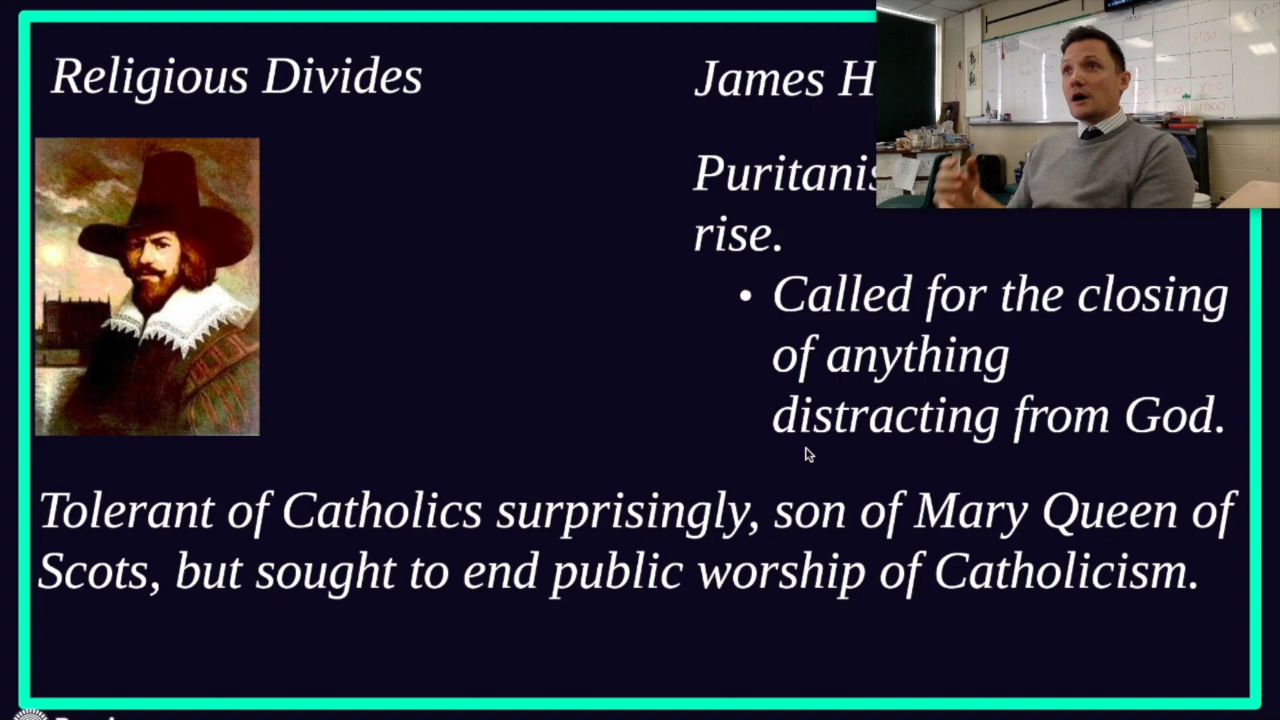 Religious Divides
James H
Puritanis
rise.
• Called for the closing
of anything
distracting from God.
Tolerant of Catholics surprisingly, son of Mary Queen of
Scots, but sought to end public worship of Catholicism.